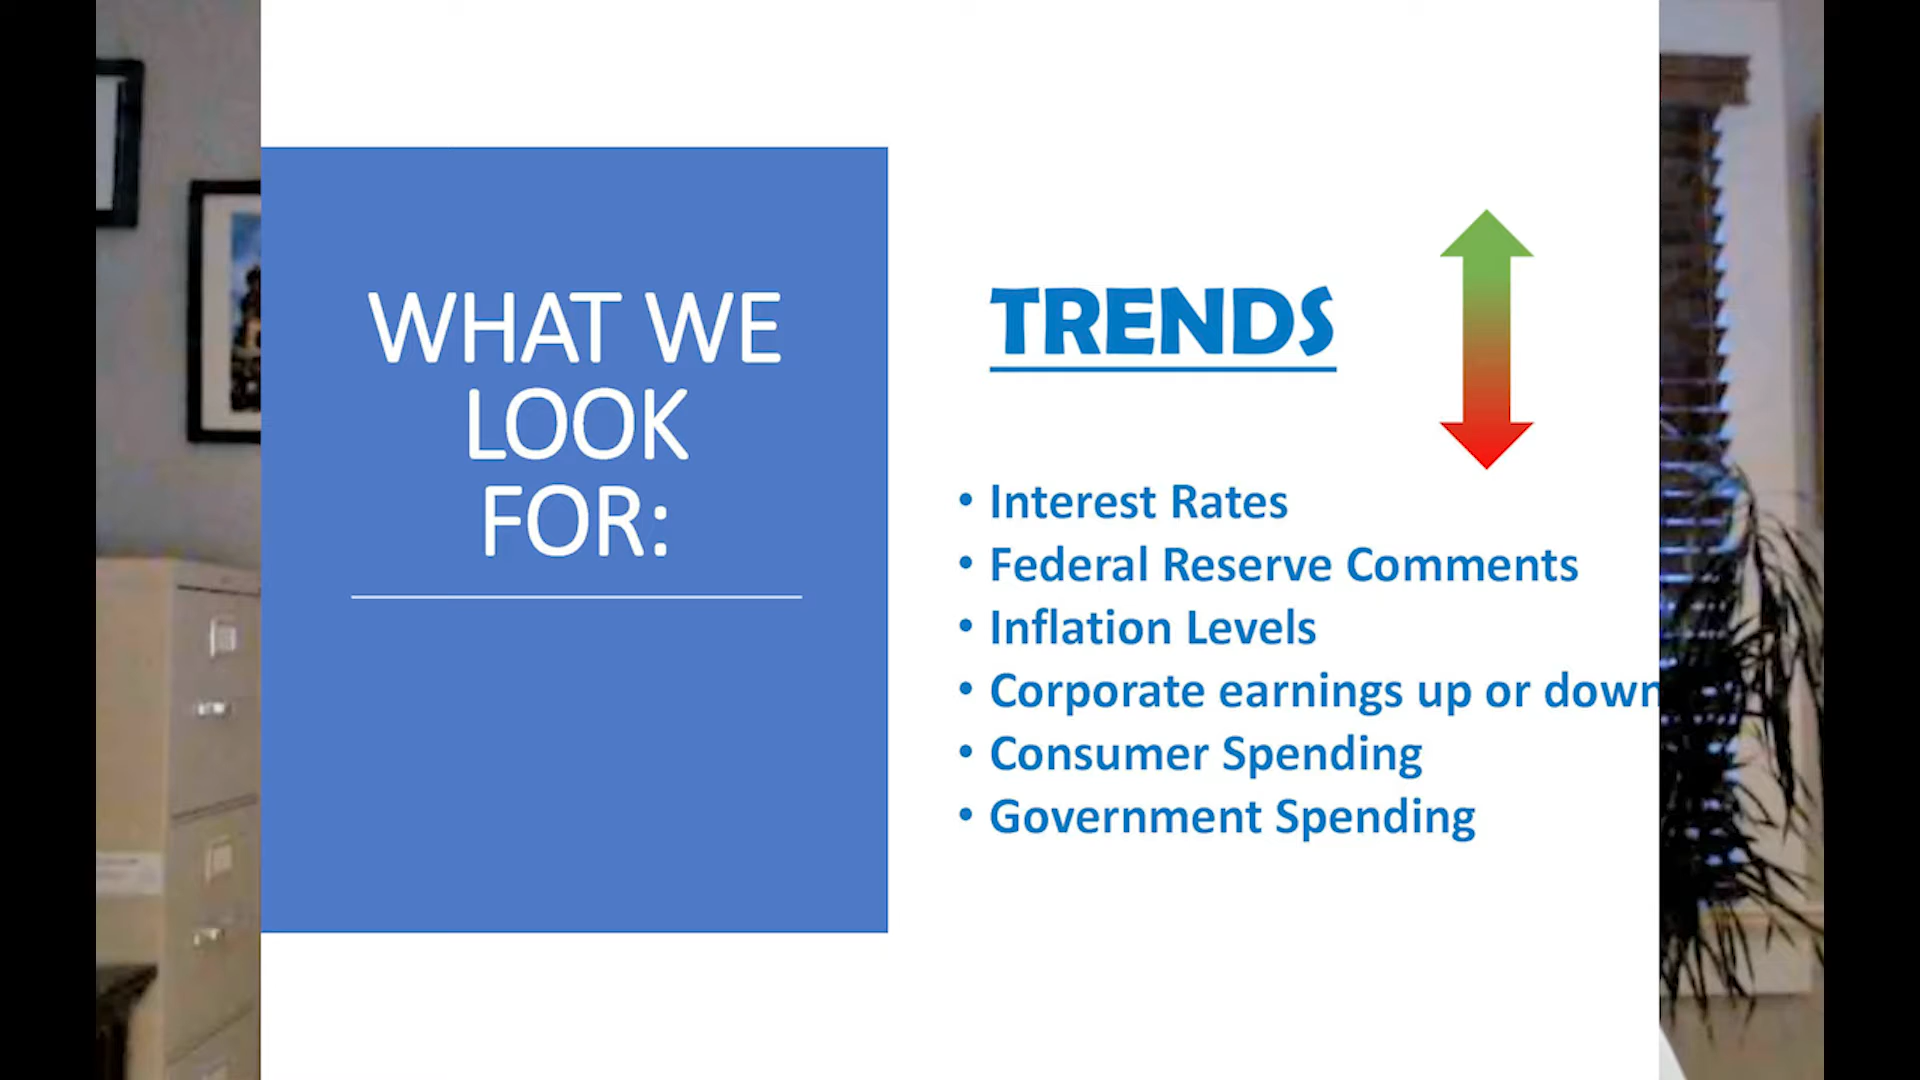 WHAT WE
LOOK
FOR:
TRENDS
• Interest Rates
• Federal Reserve Comments
• Inflation Levels
• Corporate earnings up or down
• Consumer Spending
• Government Spending